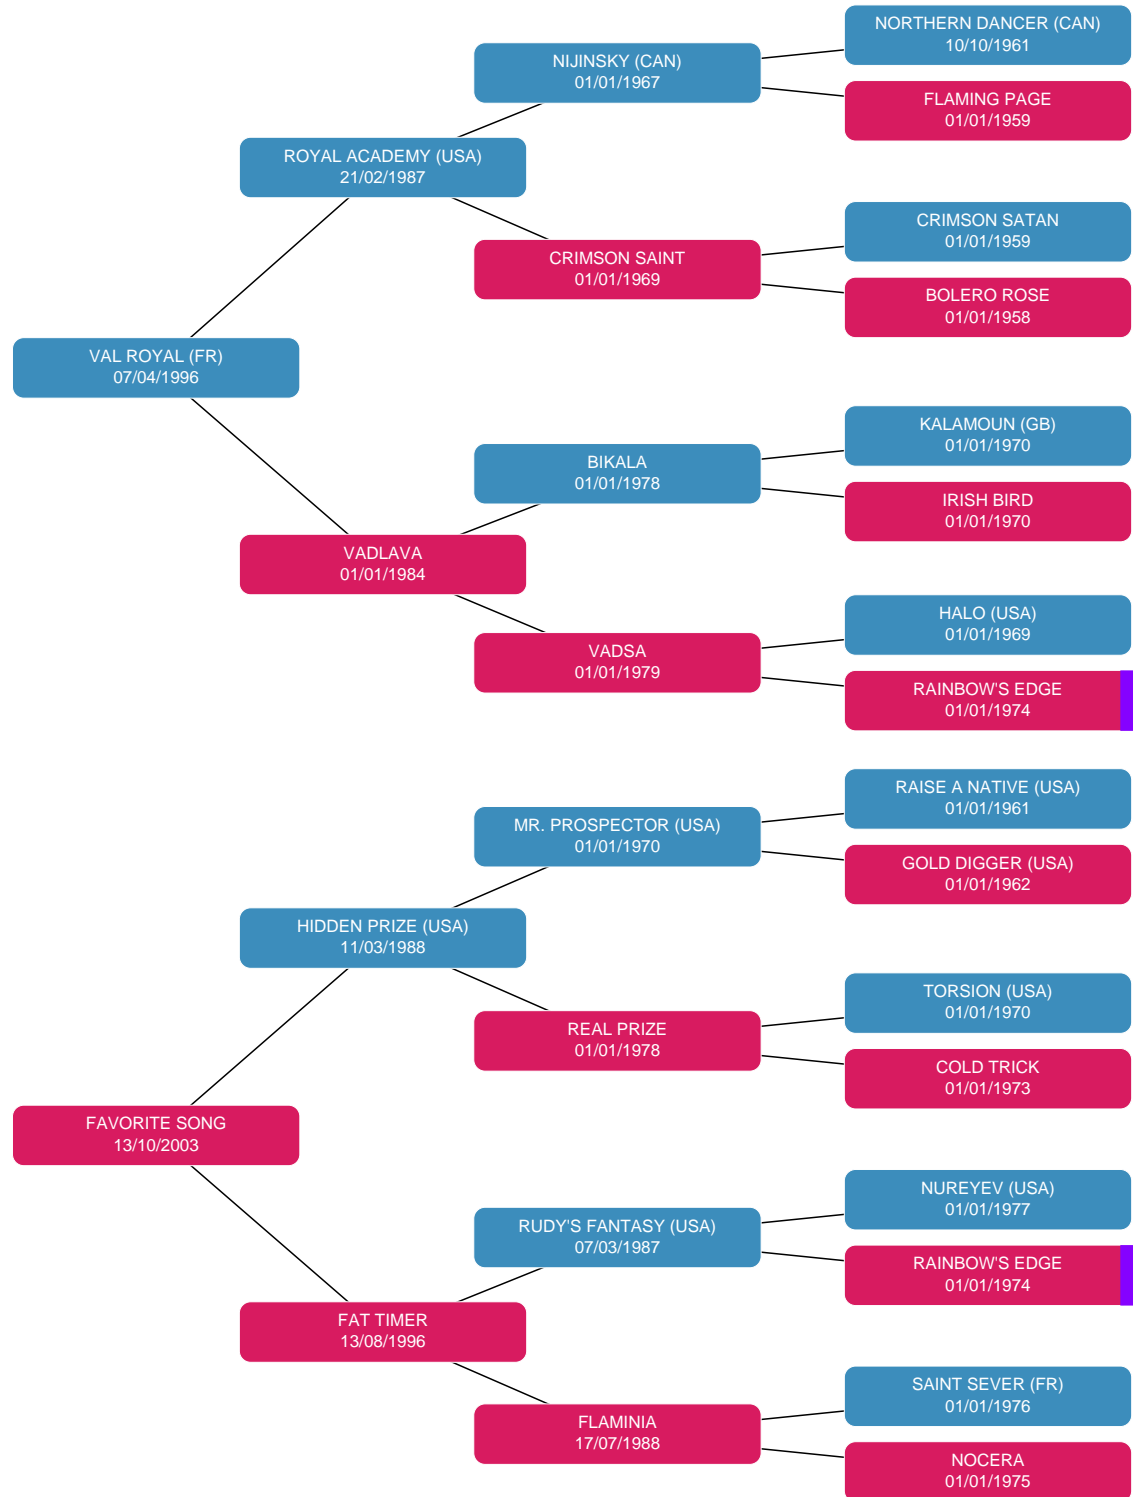 NORTHERN DANCER (CAN)
10/10/1961
NIJINSKY (CAN)
01/01/1967
FLAMING PAGE
01/01/1959
ROYAL ACADEMY (USA)
21/02/1987
CRIMSON SATAN
01/01/1959
CRIMSON SAINT
01/01/1969
BOLERO ROSE
01/01/1958
VAL ROYAL (FR)
07/04/1996
KALAMOUN (GB)
01/01/1970
BIKALA
01/01/1978
IRISH BIRD
01/01/1970
VADLAVA
01/01/1984
HALO (USA)
01/01/1969
VADSA
01/01/1979
RAINBOW'S EDGE
01/01/1974
RAISE A NATIVE (USA)
01/01/1961
MR. PROSPECTOR (USA)
01/01/1970
GOLD DIGGER (USA)
01/01/1962
HIDDEN PRIZE (USA)
11/03/1988
TORSION (USA)
01/01/1970
REAL PRIZE
01/01/1978
COLD TRICK
01/01/1973
FAVORITE SONG
13/10/2003
NUREYEV (USA)
01/01/1977
RUDY'S FANTASY (USA)
07/03/1987
RAINBOW'S EDGE
01/01/1974
FAT TIMER
13/08/1996
SAINT SEVER (FR)
01/01/1976
FLAMINIA
17/07/1988
NOCERA
01/01/1975